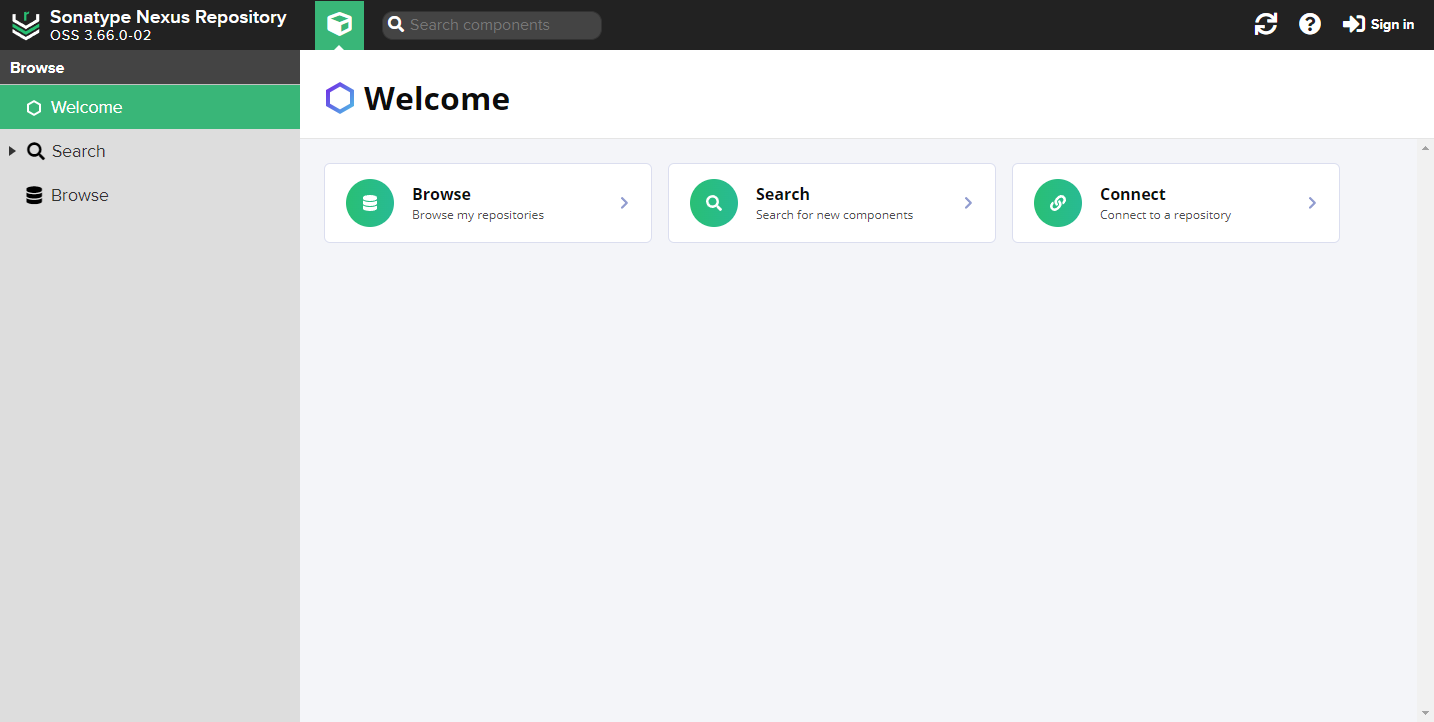 Sonatype Nexus Repository
OSS 3.66.0-02
Search components
Sign in
Browse
Welcome
Search
Browse
Welcome
Browse
Browse my repositories
Search
Search for new components
Connect
Connect to a repository